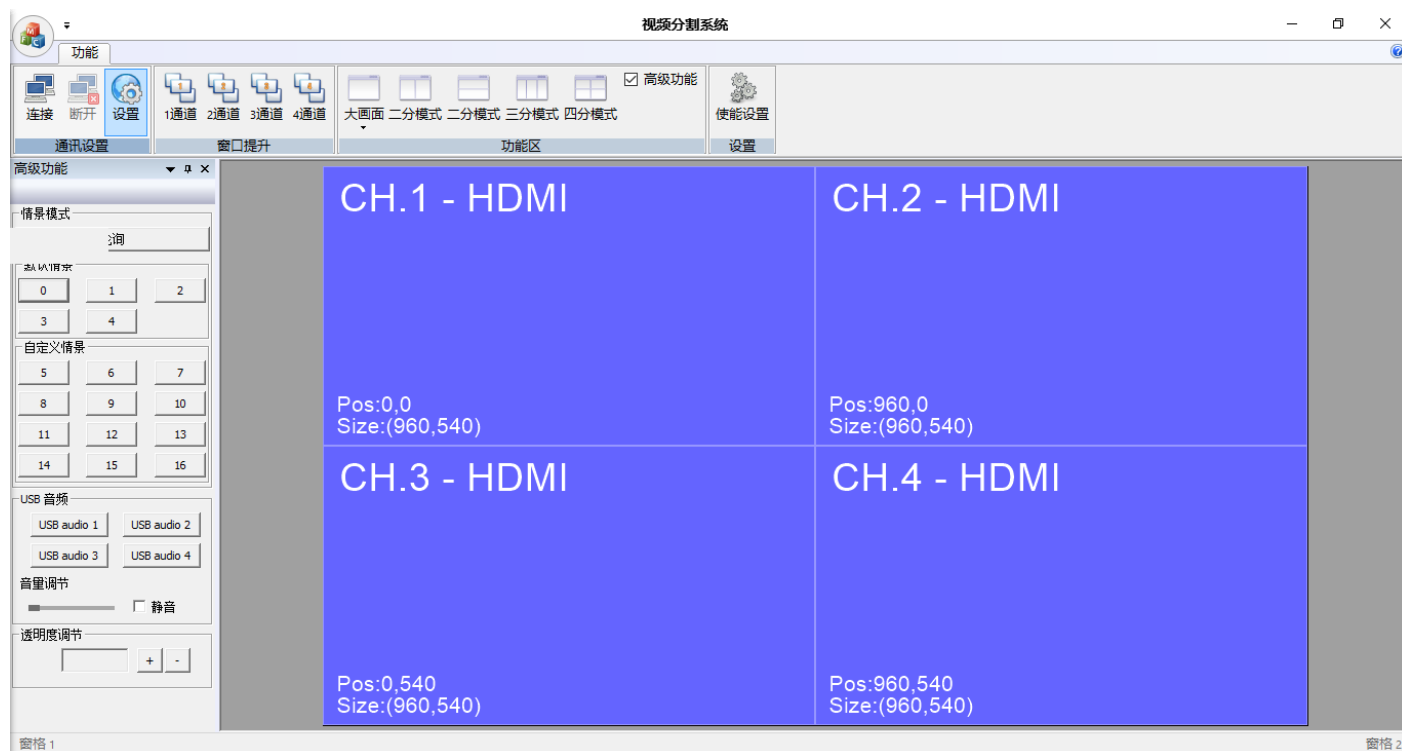 视频分割系统
功能
连接 断开 设置 1通道 2通道 3通道 4通道 大画面 二分模式 二分模式 三分模式 四分模式 高级功能 使能设置
通讯设置 窗口提升 功能区 设置
高级功能
情景模式
询
默认情景
0 1 2
3 4
自定义情景
5 6 7
8 9 10
11 12 13
14 15 16
USB 音频
USB audio 1 USB audio 2
USB audio 3 USB audio 4
音里调节
静音
透明度调节
+ -
CH.1 - HDMI
Pos:0,0
Size:(960,540)
CH.2 - HDMI
Pos:960,0
Size:(960,540)
CH.3 - HDMI
Pos:0,540
Size:(960,540)
CH.4 - HDMI
Pos:960,540
Size:(960,540)
窗格 1 窗格 2